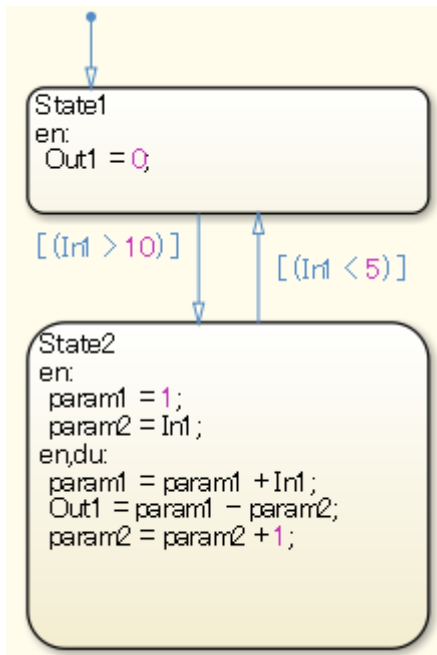 State1
en:
Out1 = 0;
[(In1 > 10)]
[(In1 < 5)]
State2
en:
param1 = 1;
param2 = In1;
en,du:
param1 = param1 + In1;
Out1 = param1 - param2;
param2 = param2 + 1;